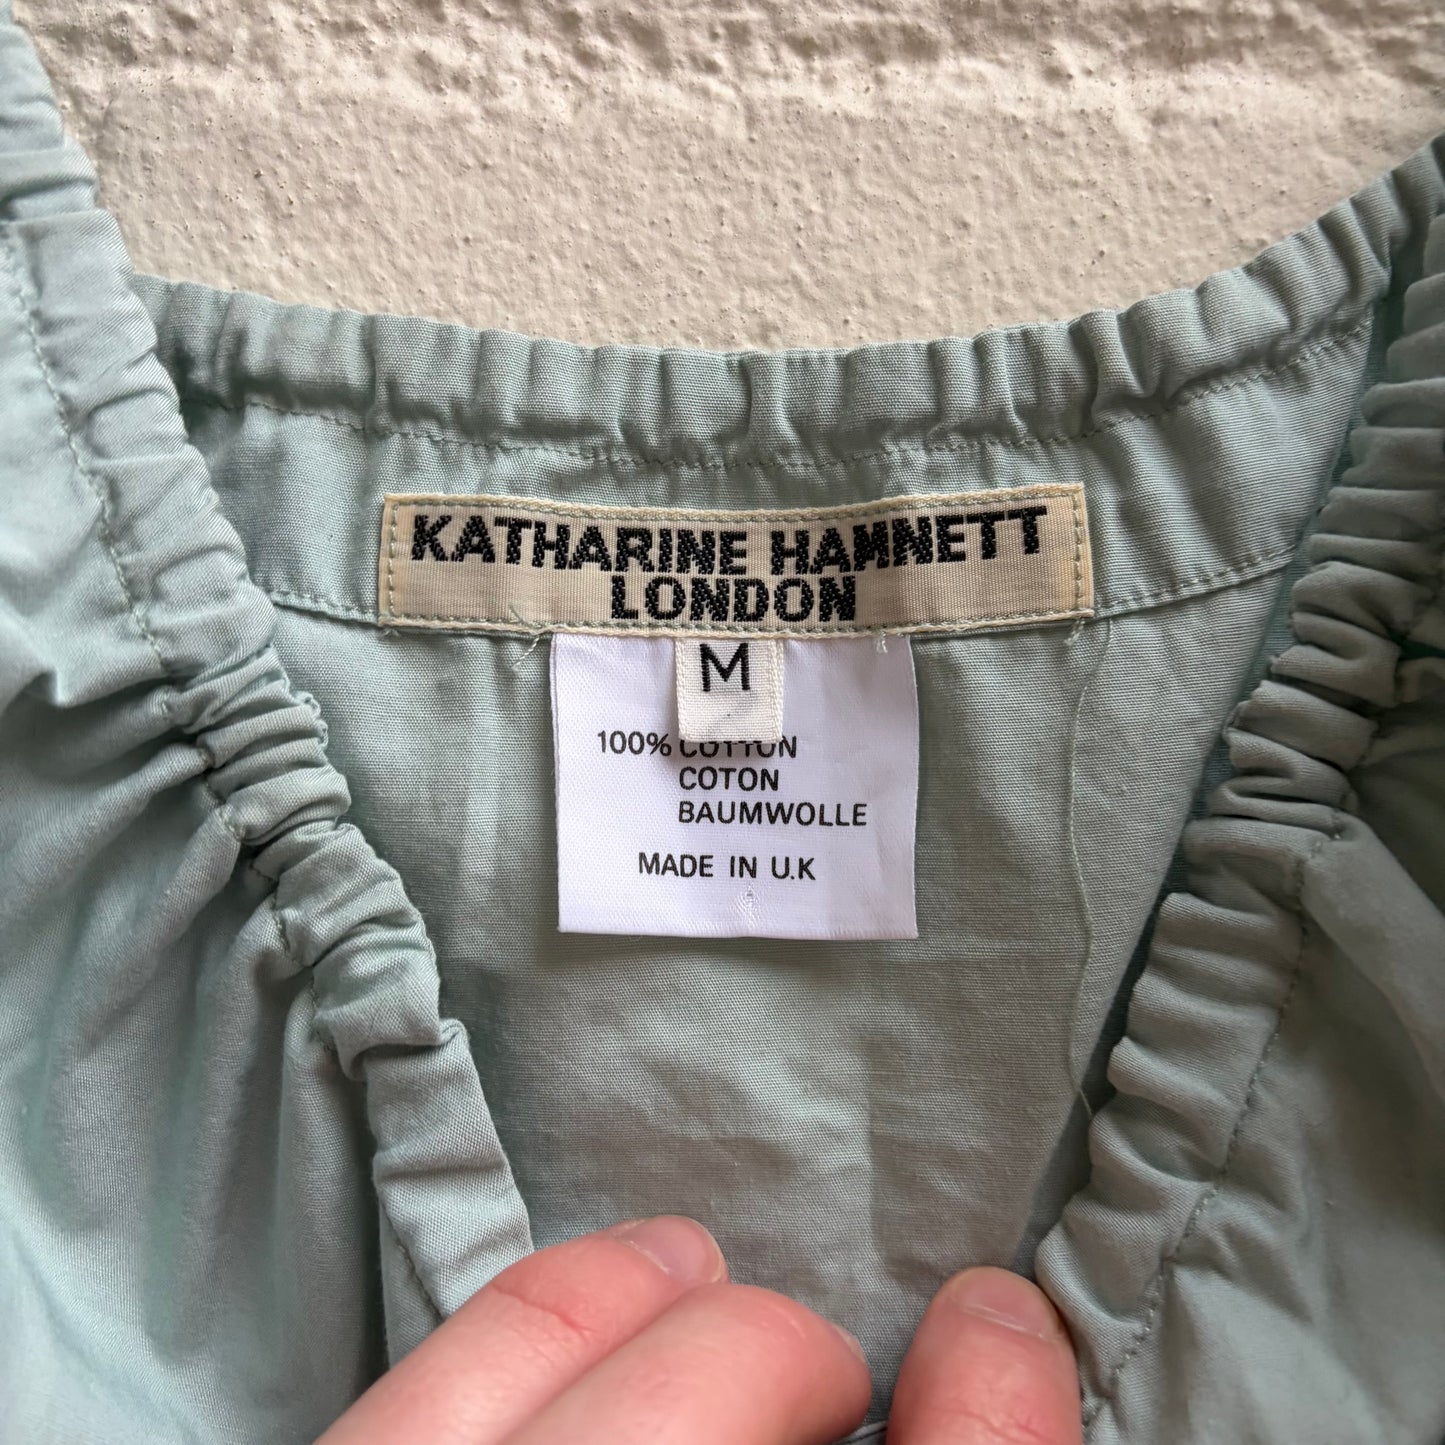 KATHARINE HAMNETT
LONDON
M
100% COTTON
COTON
BAUMWOLLE
MADE IN U.K